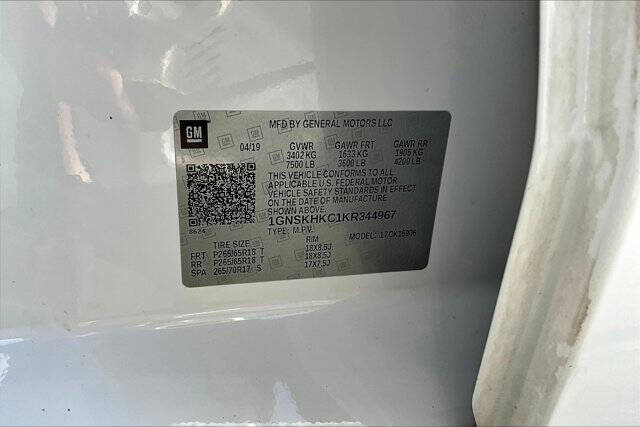 GM
MFD BY GENERAL MOTORS LLC
04/19 GVWR GAWR FRT GAWR RR
3402 KG 1633 KG 1905 KG
7500 LB 3600 LB 4200 LB
THIS VEHICLE CONFORMS TO ALL
APPLICABLE U.S. FEDERAL MOTOR
VEHICLE SAFETY STANDARDS IN EFFECT
ON THE DATE OF MANUFACTURE
SHOWN ABOVE.
1GNSKHKC1KR344967
8624 TYPE: M.P.V. MODEL: 17CK15906
TIRE SIZE RIM
FRT P265/65R18 T 18X8.5J
RR P265/65R18 T 18X8.5J
SPA 265/70R17 S 17X7.5J